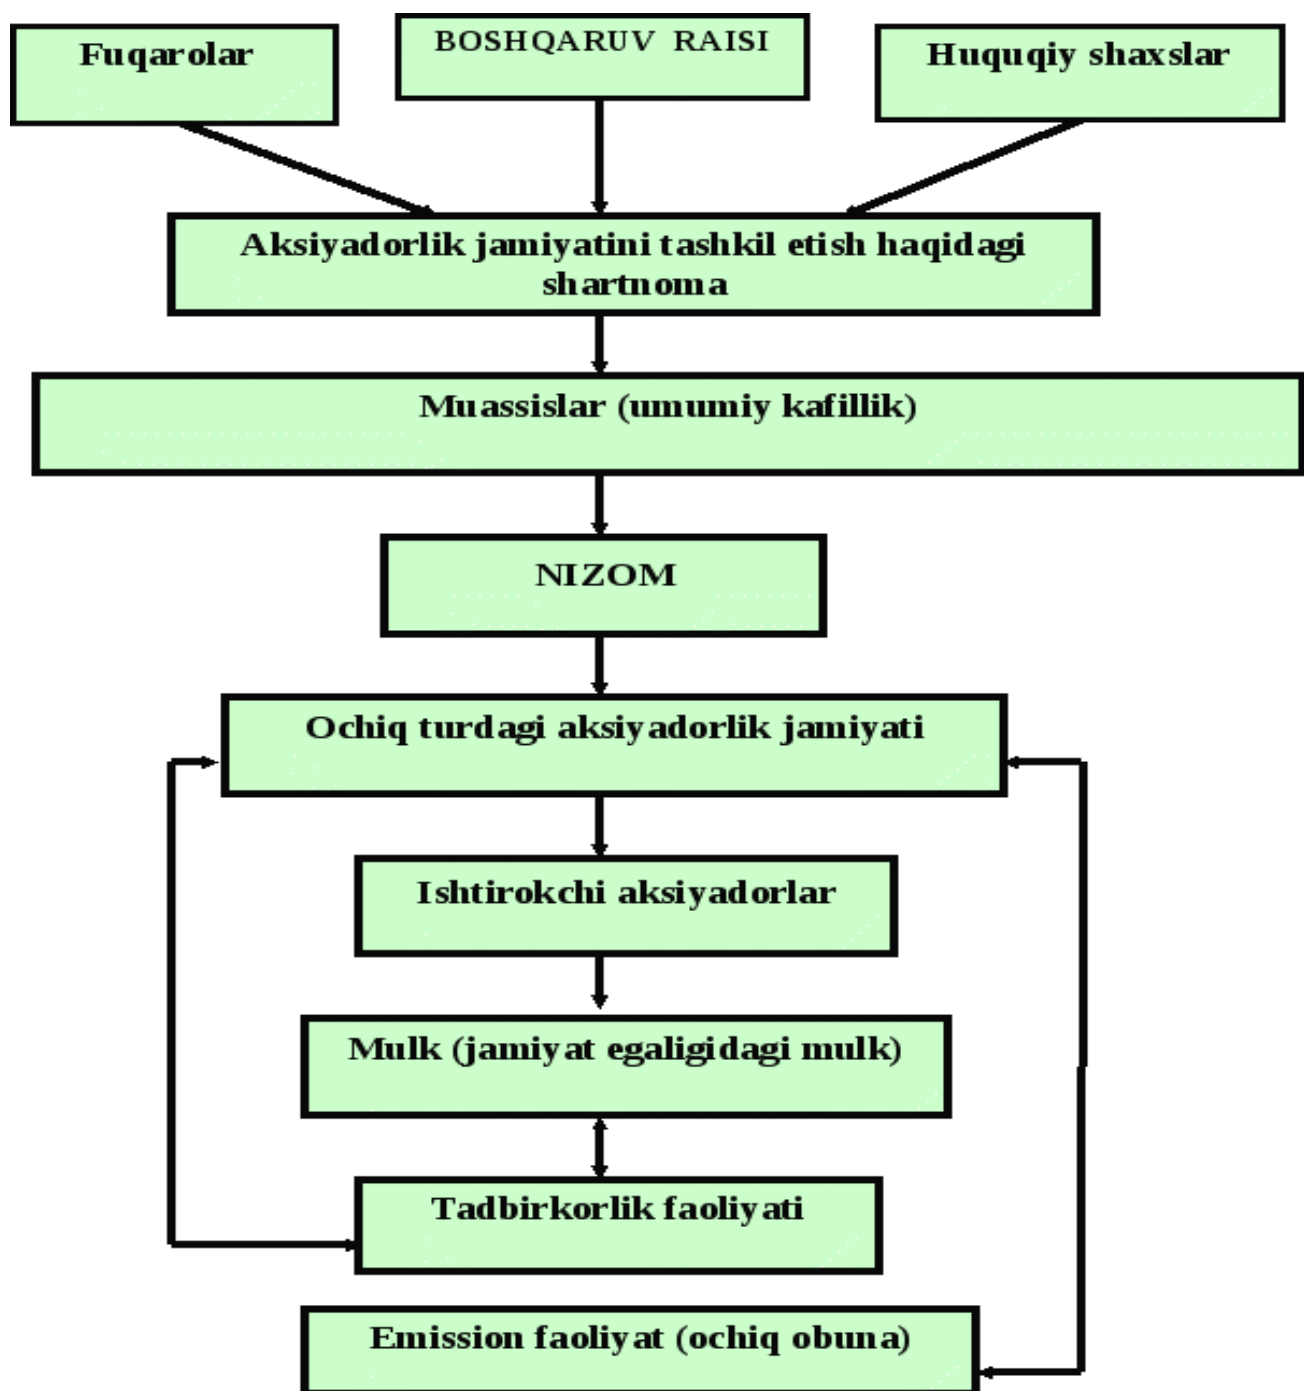 Fuqarolar
BOSHQARUV RAISI
Huquqiy shaxslar
Aksiyadorlik jamiyatini tashkil etish haqidagi
shartnoma
Muassislar (umumiy kafillik)
NIZOM
Ochiq turdagi aksiyadorlik jamiyati
Ishtirokchi aksiyadorlar
Mulk (jamiyat egaligidagi mulk)
Tadbirkorlik faoliyati
Emission faoliyat (ochiq obuna)